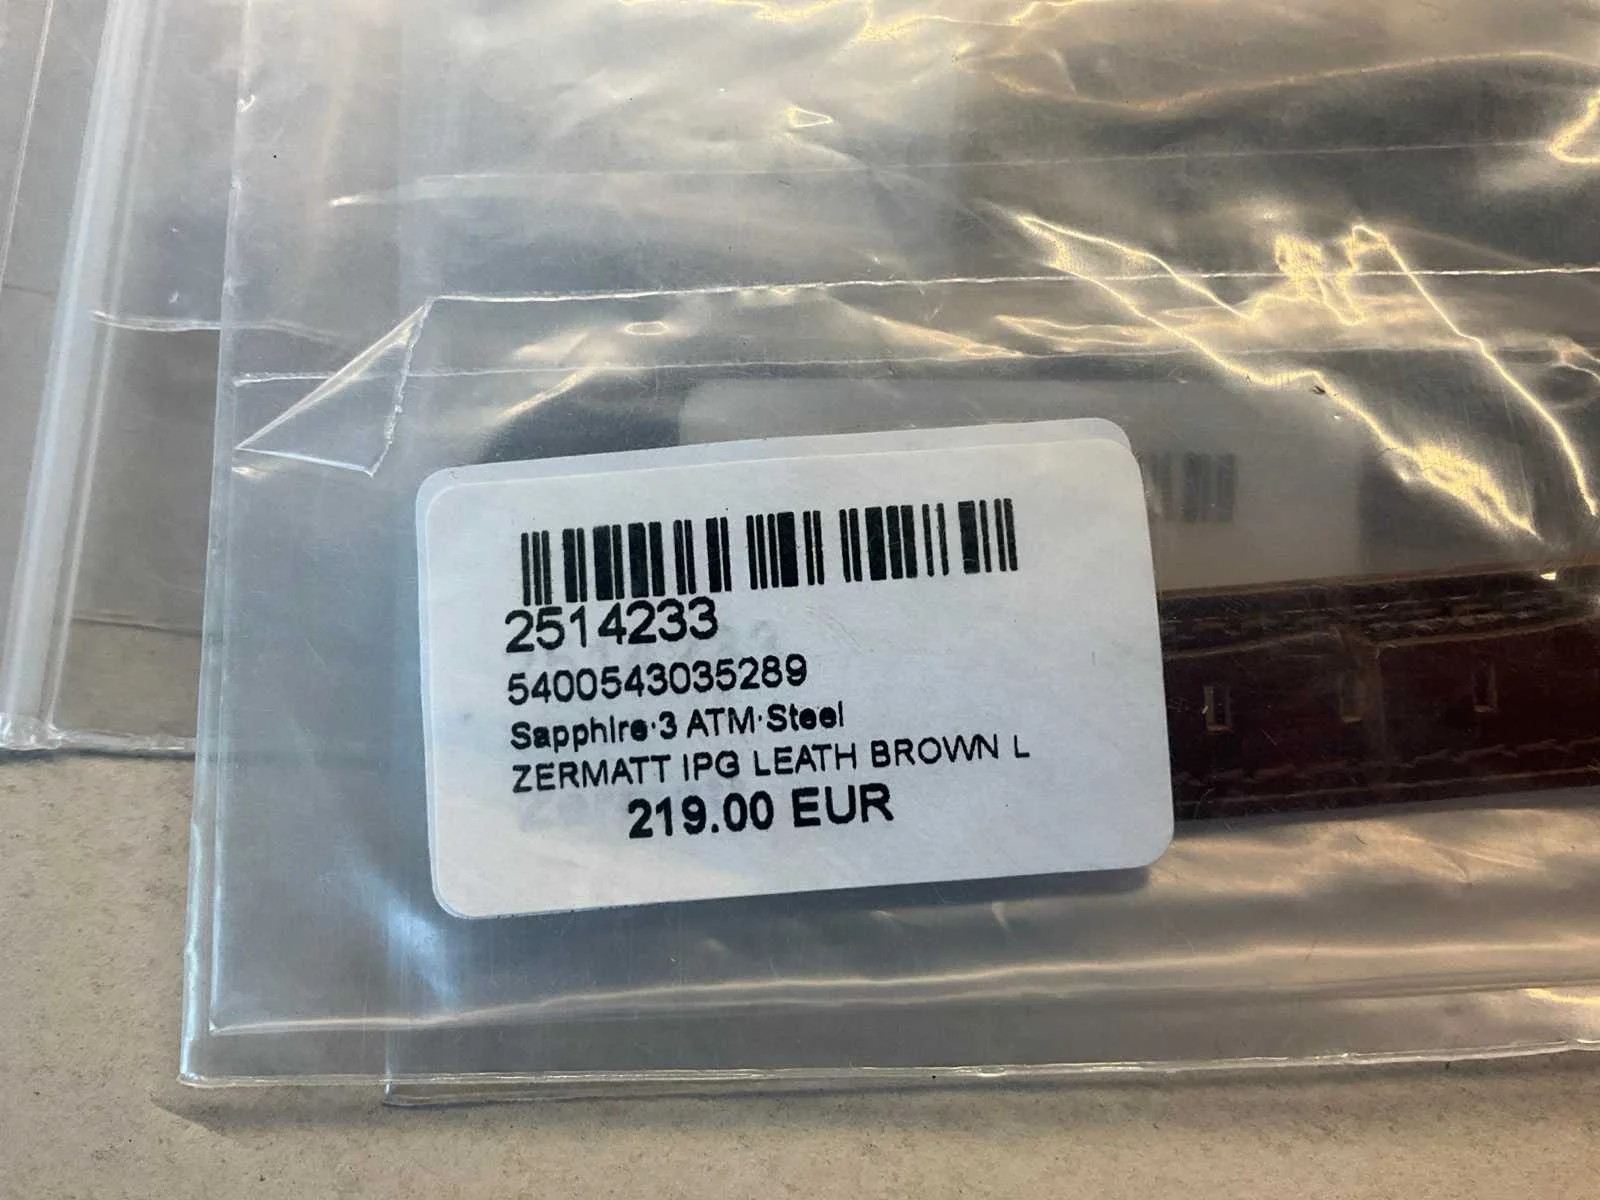 2514233
5400543035289
Sapphire·3 ATM·Steel
ZERMATT IPG LEATH BROWN L
219.00 EUR